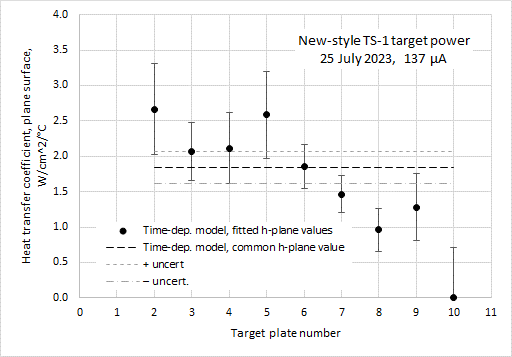 New-style TS-1 target power
25 July 2023, 137 µA
Heat transfer coefficient, plane surface,
W/cm^2/°C
4.0
3.5
3.0
2.5
2.0
1.5
1.0
0.5
0.0
Time-dep. model, fitted h-plane values
Time-dep. model, common h-plane value
+ uncert
− uncert.
0 1 2 3 4 5 6 7 8 9 10 11
Target plate number